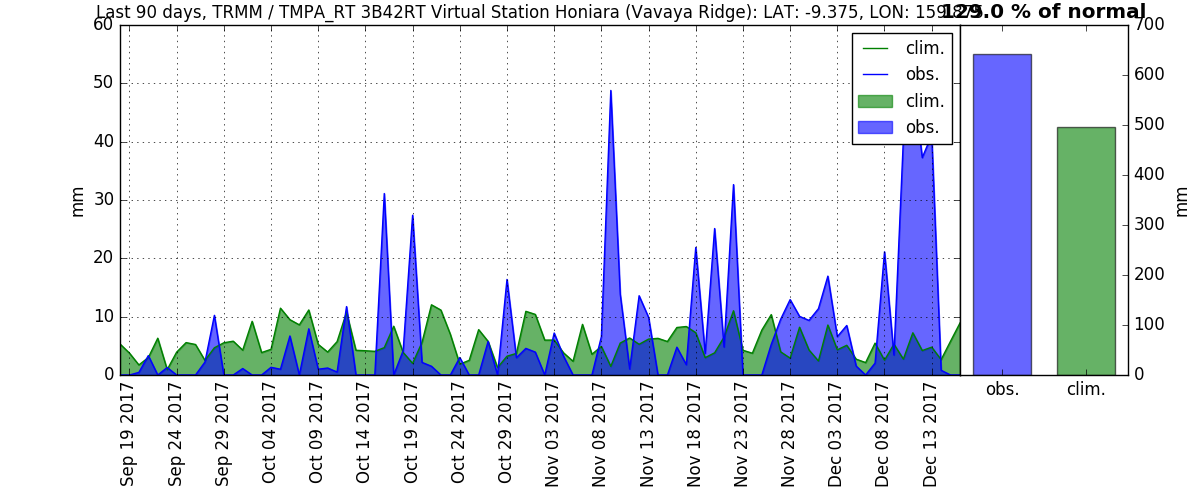 Last 90 days, TRMM / TMPA_RT 3B42RT Virtual Station Honiara (Vavaya Ridge): LAT: -9.375, LON:
129.0 % of normal
60
50
40
30
20
10
0
mm
clim.
obs.
clim.
obs.
Sep 19 2017
Sep 24 2017
Sep 29 2017
Oct 04 2017
Oct 09 2017
Oct 14 2017
Oct 19 2017
Oct 24 2017
Oct 29 2017
Nov 03 2017
Nov 08 2017
Nov 13 2017
Nov 18 2017
Nov 23 2017
Nov 28 2017
Dec 03 2017
Dec 08 2017
Dec 13 2017
700
600
500
400
300
200
100
0
mm
obs.
clim.